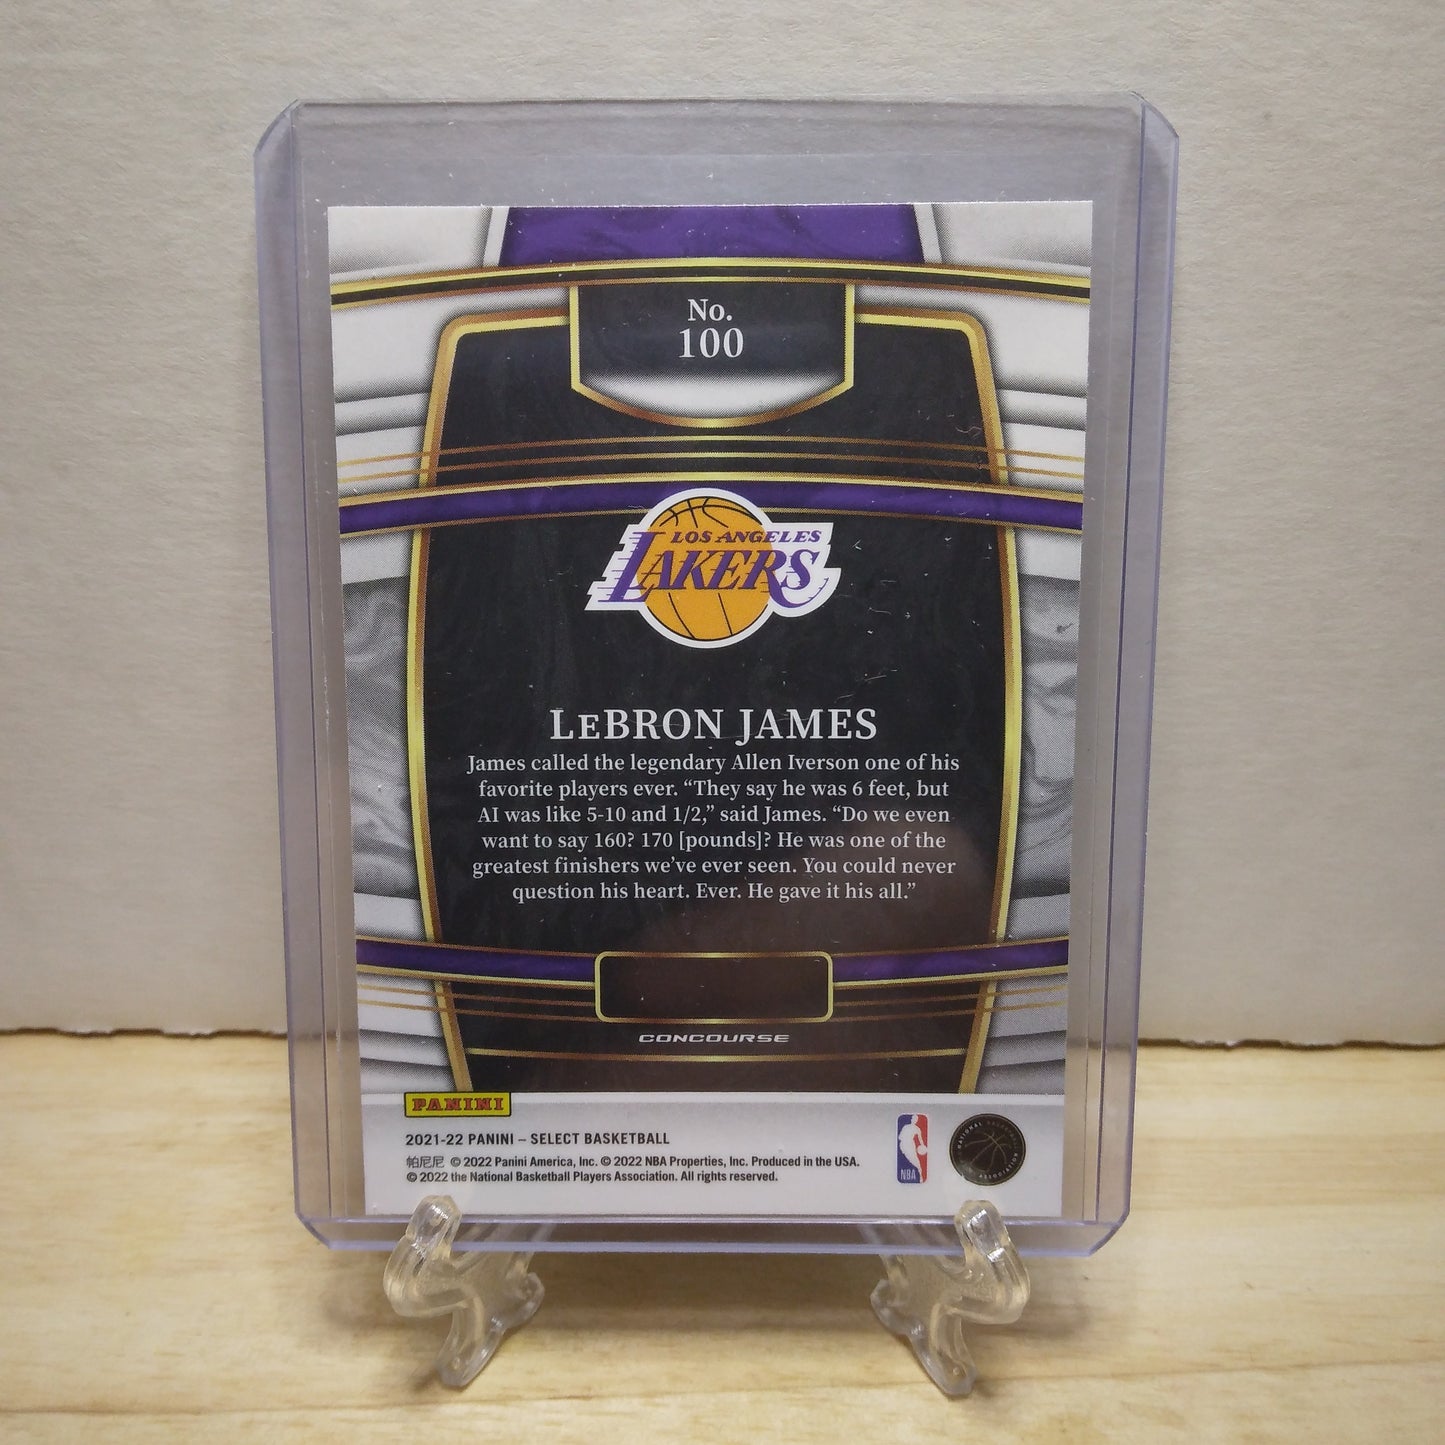 No.
100
LOS ANGELES
LAKERS
LEBRON JAMES
James called the legendary Allen Iverson one of his
favorite players ever. “They say he was 6 feet, but
AI was like 5-10 and 1/2,” said James. “Do we even
want to say 160? 170 [pounds]? He was one of the
greatest finishers we’ve ever seen. You could never
question his heart. Ever. He gave it his all.”
CONCOURSE
PANINI
2021-22 PANINI – SELECT BASKETBALL
帕尼尼 © 2022 Panini America, Inc. © 2022 NBA Properties, Inc. Produced in the USA.
© 2022 the National Basketball Players Association. All rights reserved.
NBA